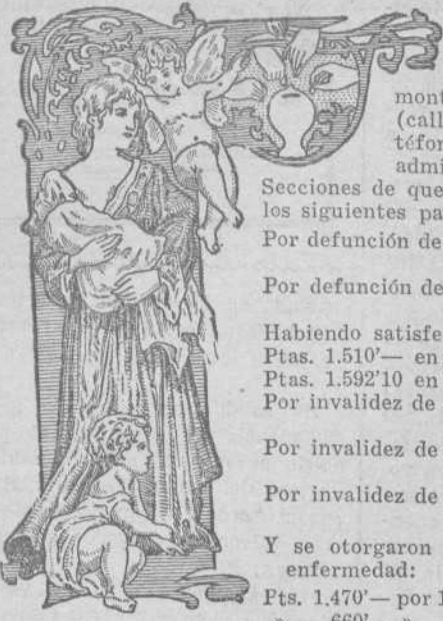 mont
(call
téfor
admi
Secciones de que
los siguientes pa
Por defunción de
Por defunción de
Habiendo satisfe
Ptas. 1.510'— en
Ptas. 1.592'10 en
Por invalidez de
Por invalidez de
Por invalidez de
Y se otorgaron
enfermedad:
Pts. 1.470'— por 1
660'